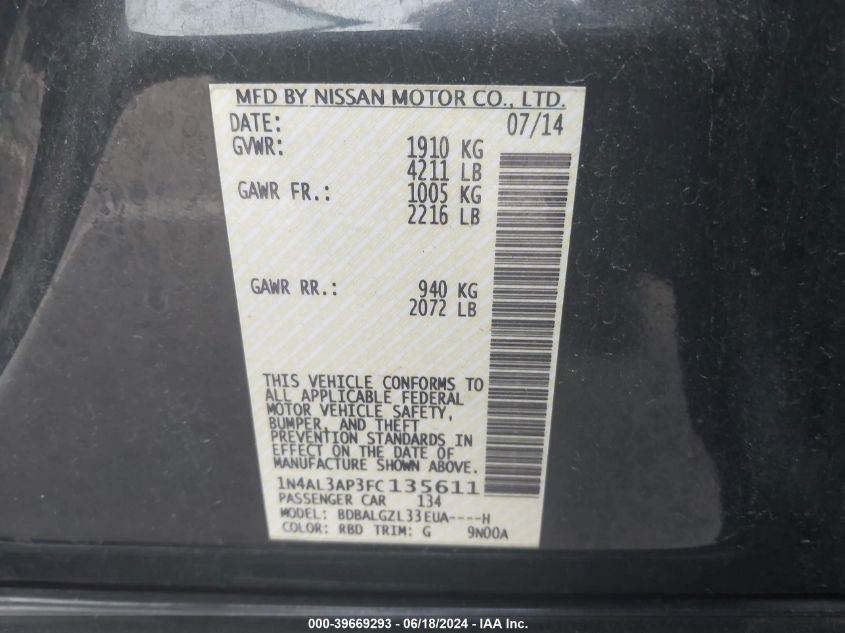 MFD BY NISSAN MOTOR CO., LTD.
DATE: 07/14
GVWR: 1910 KG
4211 LB
GAWR FR.: 1005 KG
2216 LB
GAWR RR.: 940 KG
2072 LB
THIS VEHICLE CONFORMS TO
ALL APPLICABLE FEDERAL
MOTOR VEHICLE SAFETY,
BUMPER, AND THEFT
PREVENTION STANDARDS IN
EFFECT ON THE DATE OF
MANUFACTURE SHOWN ABOVE.
1N4AL3AP3FC135611
PASSENGER CAR 134
MODEL: BDBALGZL33EUA----H
COLOR: RBD TRIM: G 9N00A
000-39669293 - 06/18/2024 - IAA Inc.